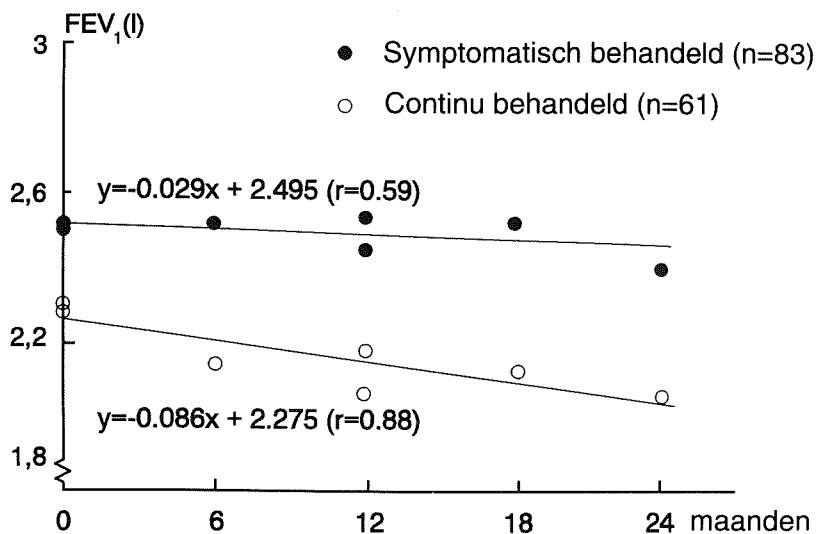 FEV₁(l)
3
Symptomatisch behandeld (n=83)
Continu behandeld (n=61)
2,6
y=-0.029x + 2.495 (r=0.59)
2,2
y=-0.086x + 2.275 (r=0.88)
1,8
0 6 12 18 24 maanden